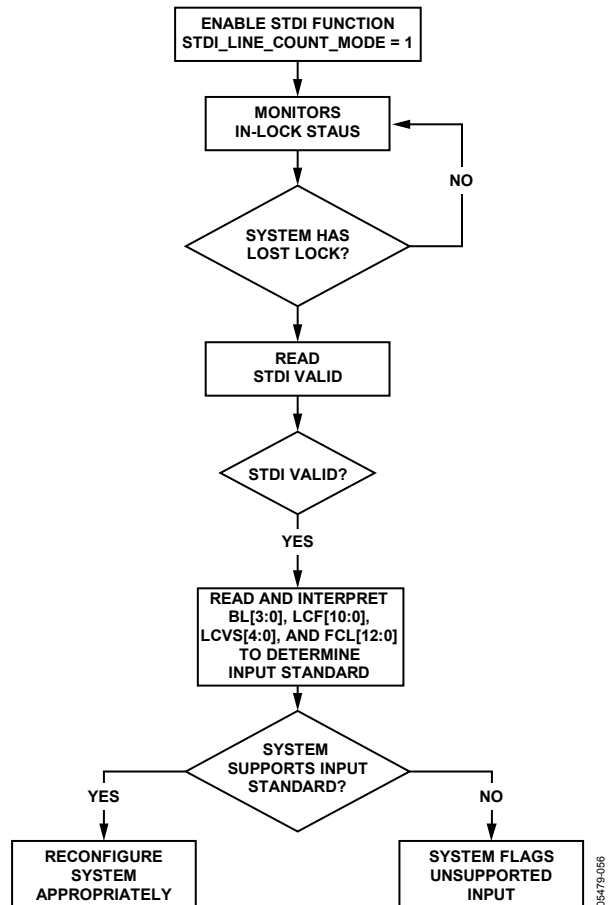 ENABLE STDI FUNCTION
STDI_LINE_COUNT_MODE = 1
MONITORS
IN-LOCK STAUS
NO
SYSTEM HAS
LOST LOCK?
READ
STDI VALID
STDI VALID?
YES
READ AND INTERPRET
BL[3:0], LCF[10:0],
LCVS[4:0], AND FCL[12:0]
TO DETERMINE
INPUT STANDARD
SYSTEM
SUPPORTS INPUT
STANDARD?
YES
NO
RECONFIGURE
SYSTEM
APPROPRIATELY
SYSTEM FLAGS
UNSUPPORTED
INPUT
05479-056